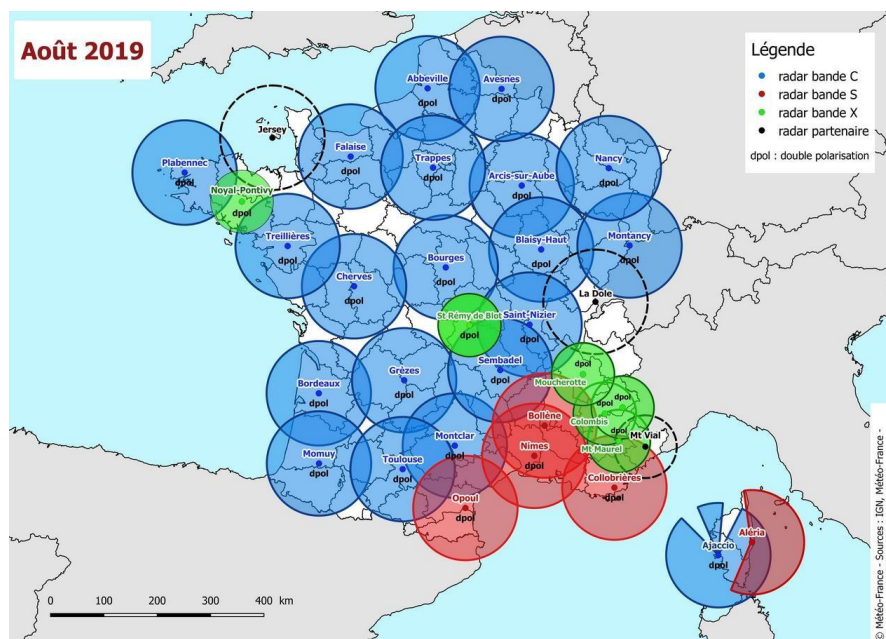 Août 2019
Légende
radar bande C
radar bande S
radar bande X
radar partenaire
dpol : double polarisation
Abbeville
dpol
Avesnes
dpol
Jersey
Falaise
dpol
Trappes
dpol
Nancy
dpol
Plabennec
dpol
Arcis-sur-Aube
dpol
Noyal-Pontivy
dpol
Treillières
dpol
Blaisy-Haut
dpol
Montancy
dpol
Bourges
dpol
Cherves
dpol
La Dole
St Rémy de Blot
dpol
Saint-Nizier
dpol
Sembadel
dpol
dpol
Moucherotte
Bordeaux
dpol
Grèzes
dpol
dpol
Colombis
dpol
Bollène
dpol
Mt Vial
Mt Maurel
Montclar
dpol
Nimes
dpol
Momuy
dpol
Toulouse
dpol
Collobrières
dpol
Opoul
dpol
Ajaccio
dpol
Aléria
0 100 200 300 400 km
© Météo-France - Sources : IGN, Météo-France -